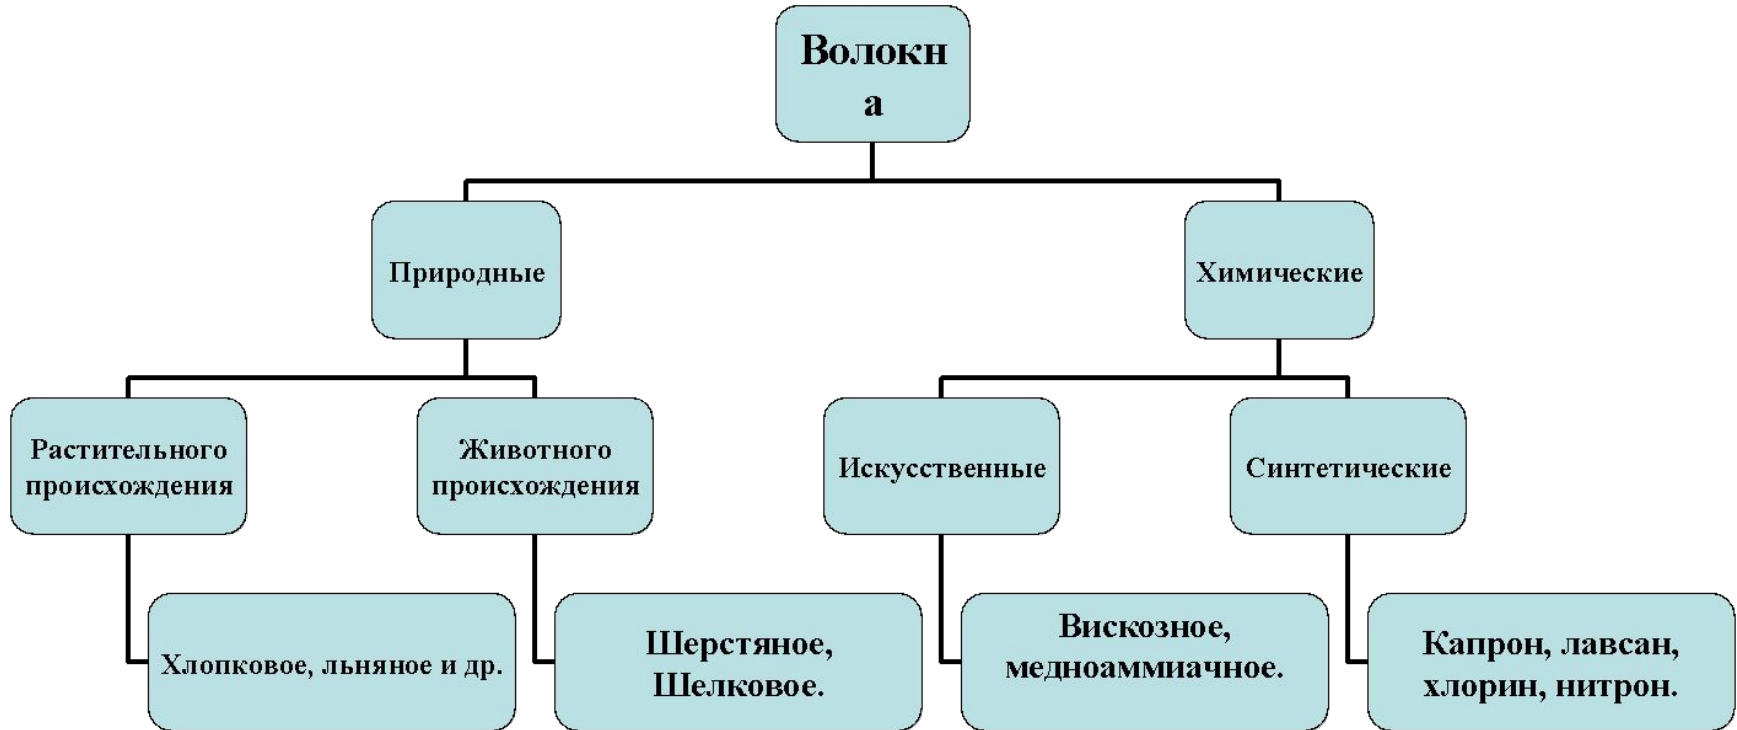 Волокн
а
Природные
Химические
Растительного
происхождения
Животного
происхождения
Искусственные
Синтетические
Хлопковое, льняное и др.
Шерстяное,
Шелковое.
Вискозное,
медноаммиачное.
Капрон, лавсан,
хлорин, нитрон.